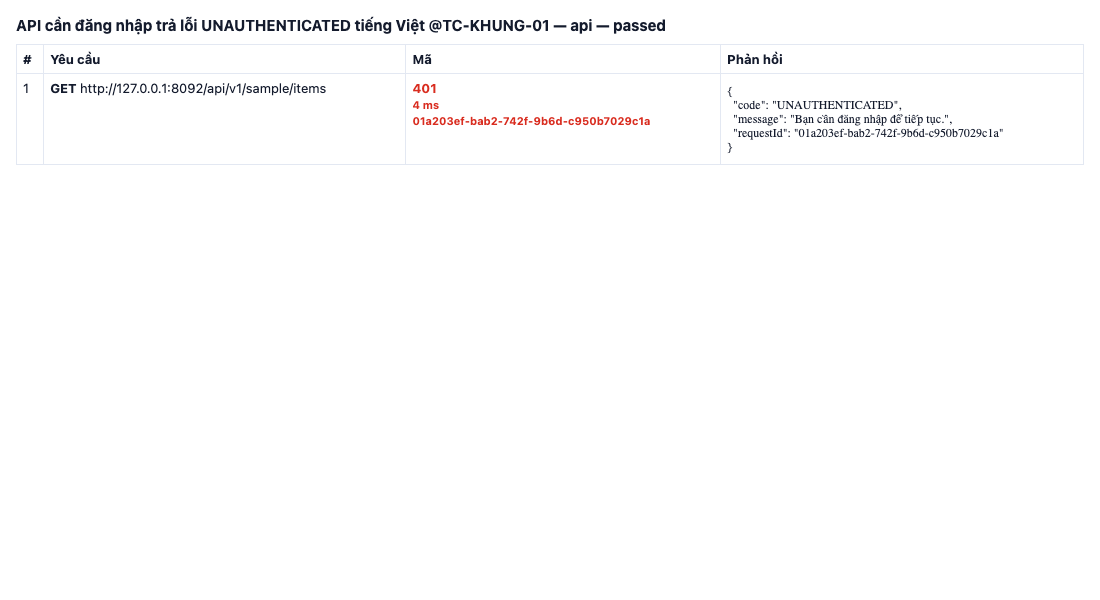 API cần đăng nhập trả lỗi UNAUTHENTICATED tiếng Việt @TC-KHUNG-01 — api — passed
# Yêu cầu Mã Phản hồi
1 GET http://127.0.0.1:8092/api/v1/sample/items
401
4 ms
01a203ef-bab2-742f-9b6d-c950b7029c1a
{
"code": "UNAUTHENTICATED",
"message": "Bạn cần đăng nhập để tiếp tục.",
"requestId": "01a203ef-bab2-742f-9b6d-c950b7029c1a"
}